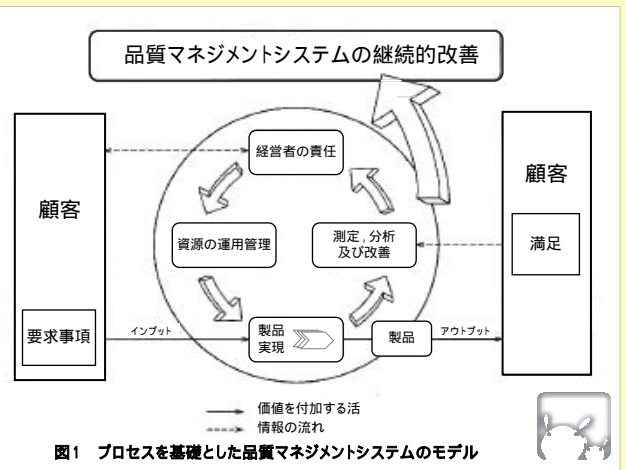 品質マネジメントシステムの継続的改善
顧客
要求事項
経営者の責任
資源の運用管理
測定,分析
及び改善
製品
実現
インプット
製品
アウトプット
顧客
満足
価値を付加する活
情報の流れ
図1 プロセスを基礎とした品質マネジメントシステムのモデル